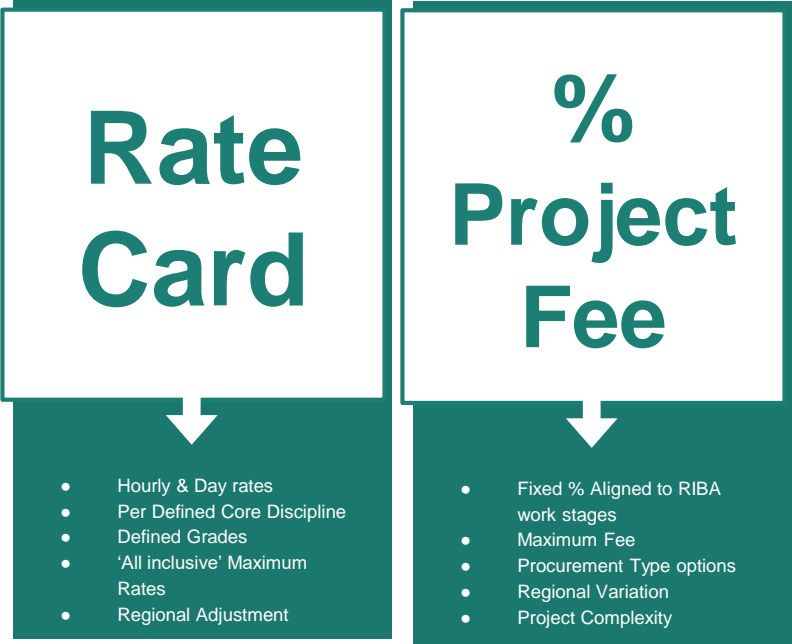 Rate
Card
● Hourly & Day rates
● Per Defined Core Discipline
● Defined Grades
● ‘All inclusive’ Maximum
Rates
● Regional Adjustment
%
Project
Fee
● Fixed % Aligned to RIBA
work stages
● Maximum Fee
● Procurement Type options
● Regional Variation
● Project Complexity